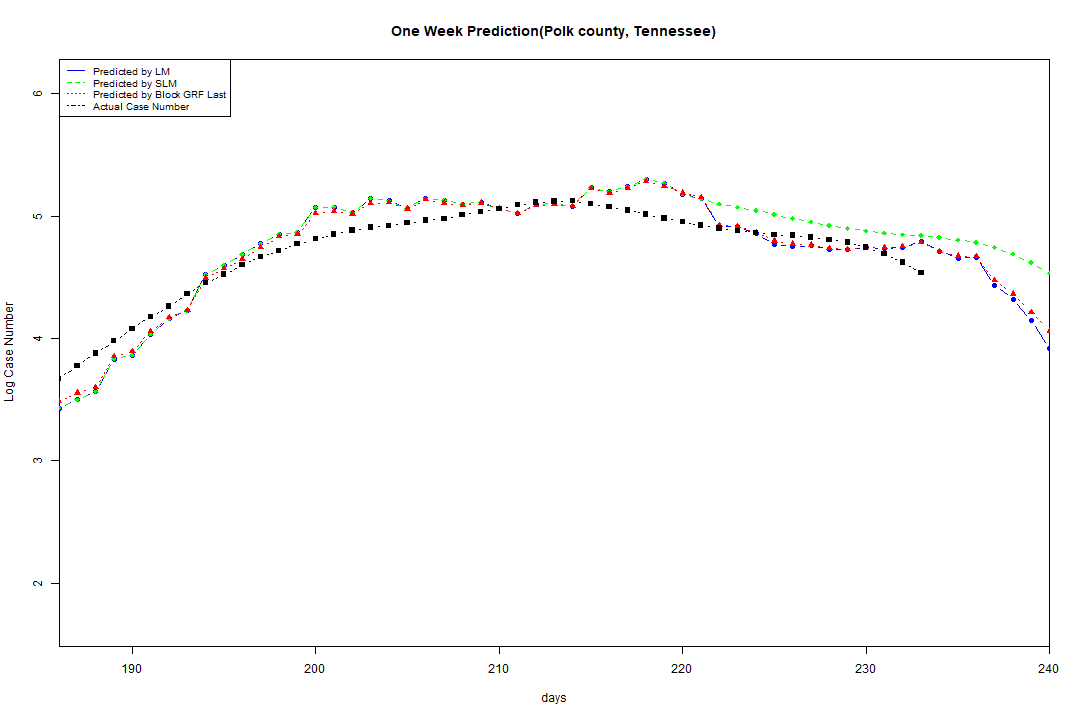 One Week Prediction(Polk county, Tennessee)
Predicted by LM
Predicted by SLM
Predicted by Block GRF Last
Actual Case Number
6
5
4
3
2
Log Case Number
190 200 210 220 230 240
days